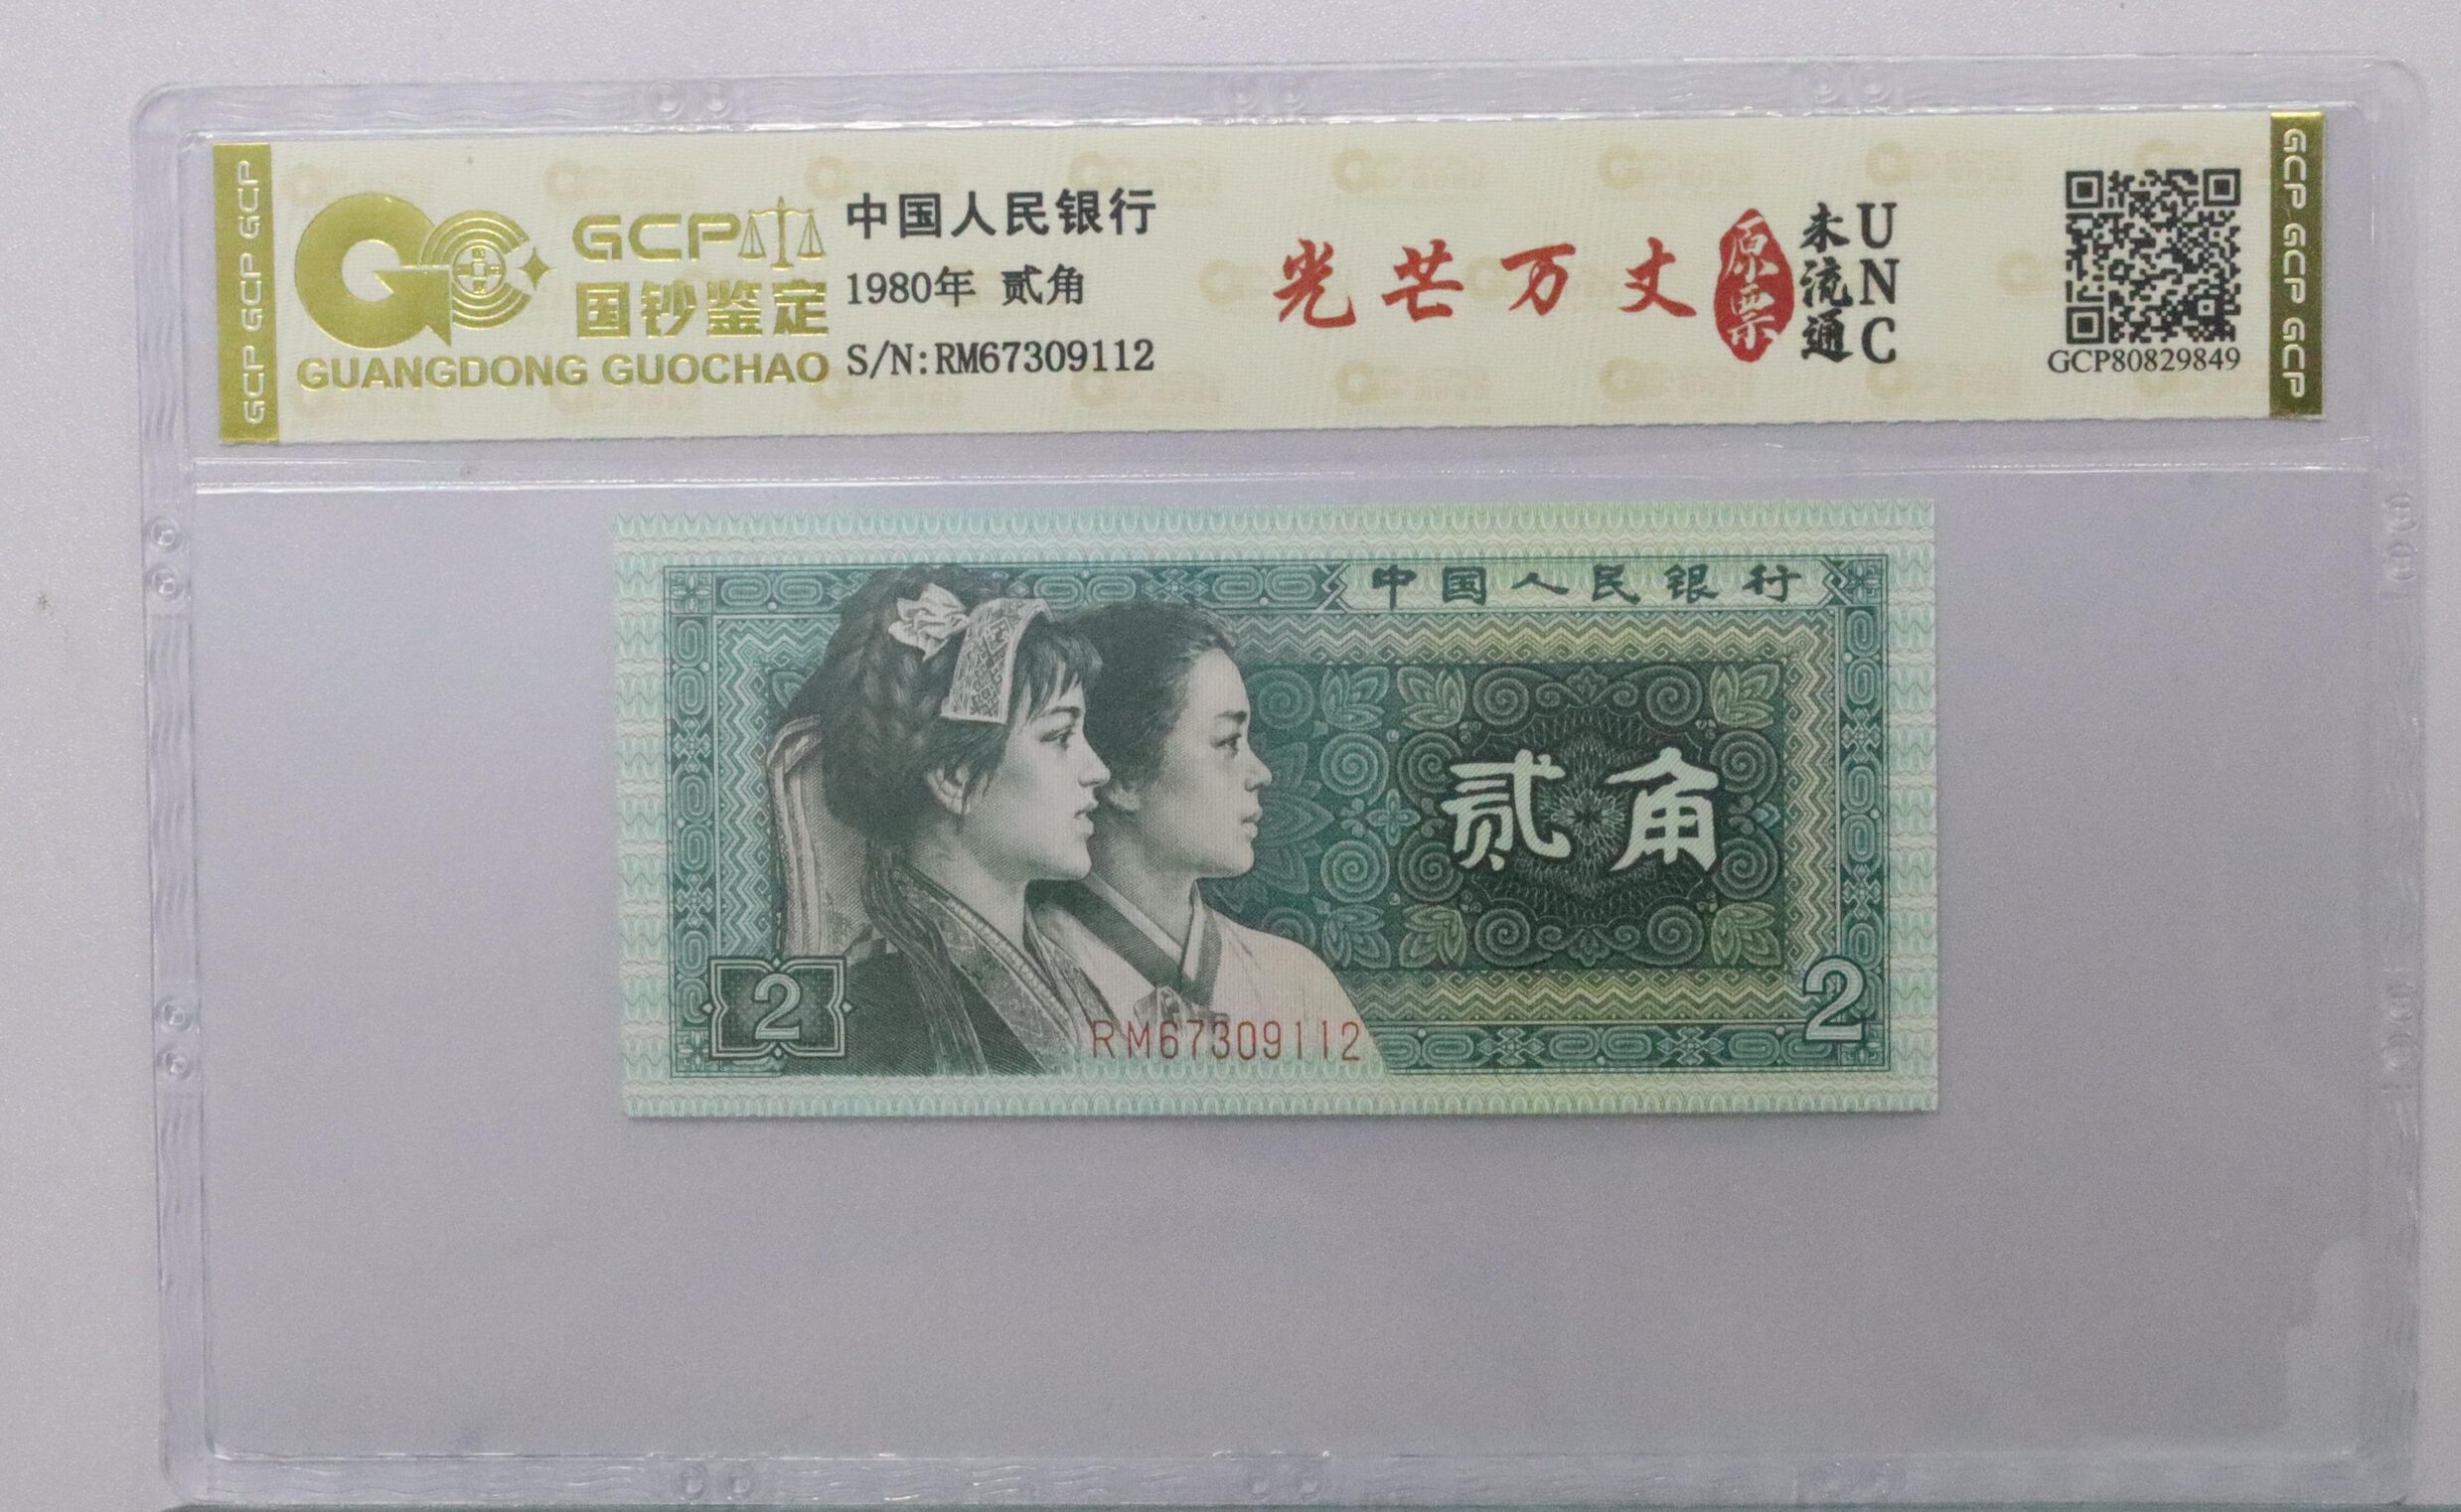 GCP GCP GCP
GCP
国钞鉴定
GUANGDONG GUOCHAO
中国人民银行
1980年 贰角
S/N:RM67309112
光芒万丈
原票
未流通
UNC
GCP80829849
GCP GCP GCP
中国人民银行
贰角
2
RM67309112
2